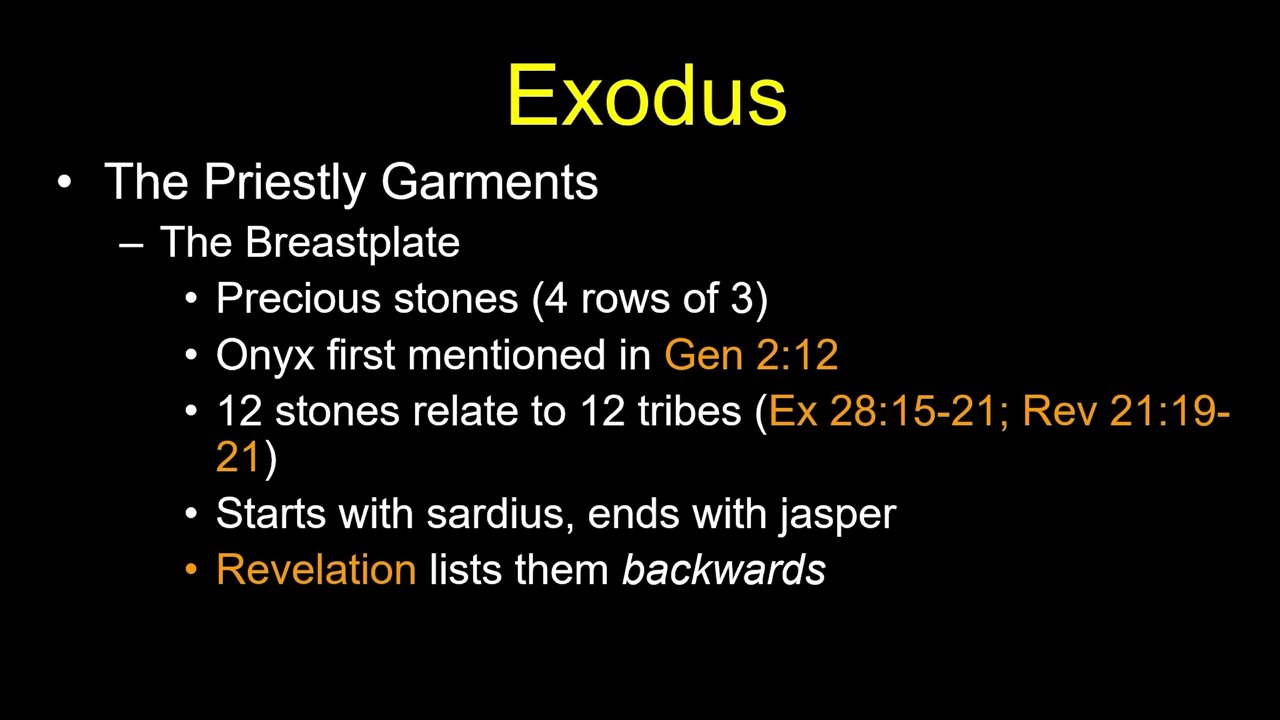 Exodus
• The Priestly Garments
– The Breastplate
• Precious stones (4 rows of 3)
• Onyx first mentioned in Gen 2:12
• 12 stones relate to 12 tribes (Ex 28:15-21; Rev 21:19-
21)
• Starts with sardius, ends with jasper
• Revelation lists them backwards